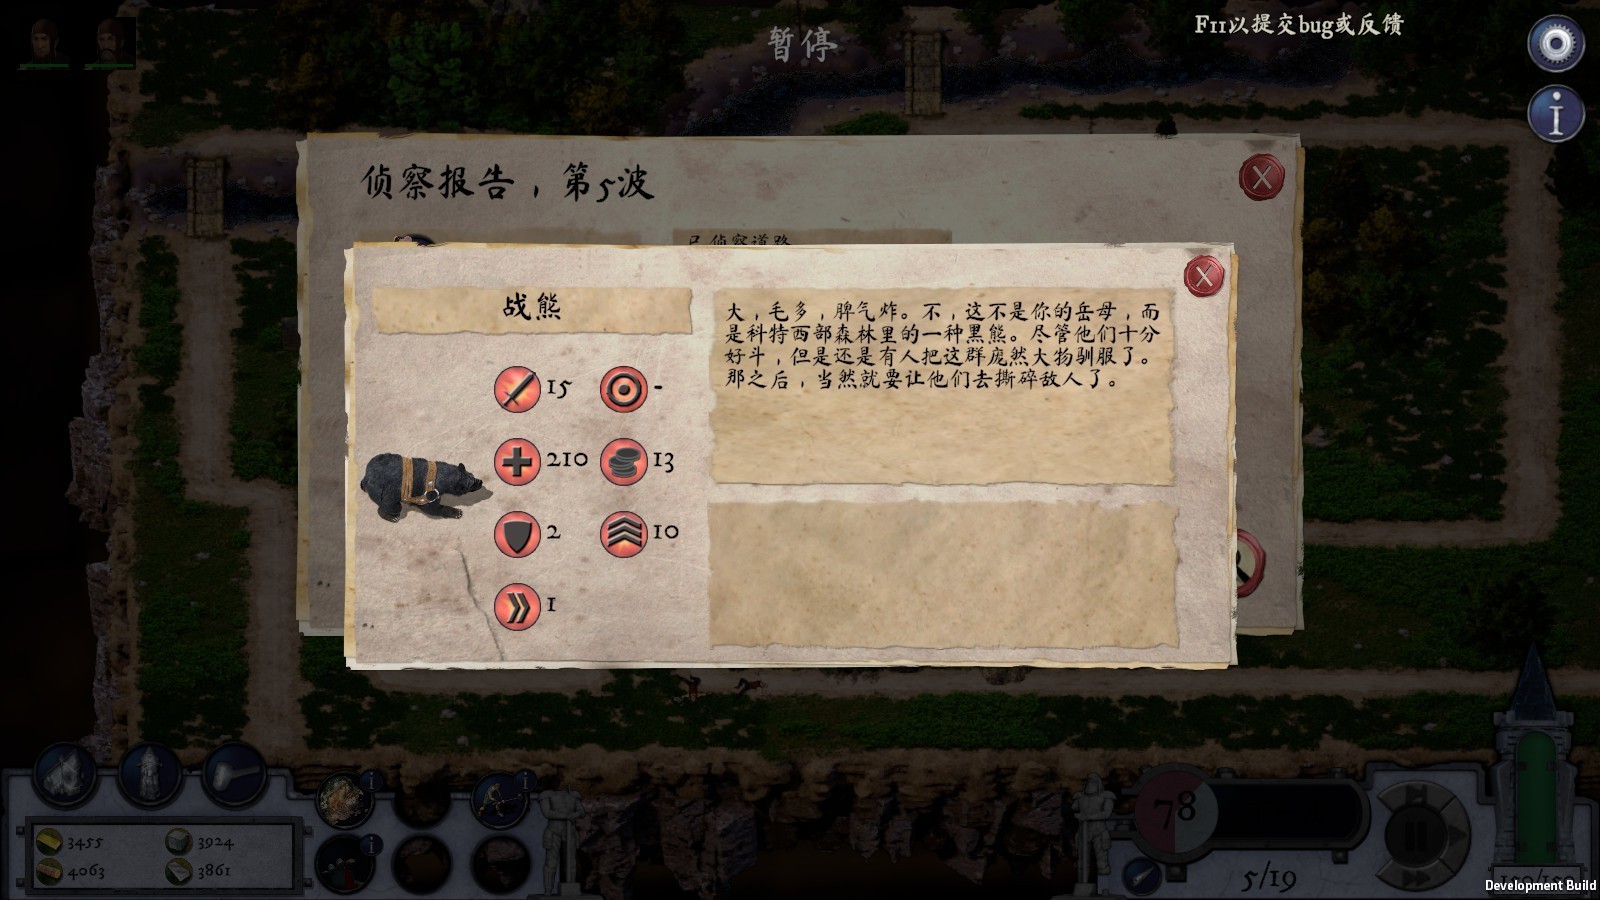 F11以提交bug或反馈
暂停
侦察报告，第5波
已侦察道路
战熊
大，毛多，脾气炸。不，这不是你的岳母，而
是科特西部森林里的一种黑熊。尽管他们十分
好斗，但是还是有人把这群庞然大物驯服了。
那之后，当然就要让他们去撕碎敌人了。
15
-
210
13
2
10
1
3455
3924
4063
3861
78
5/19
Development Build